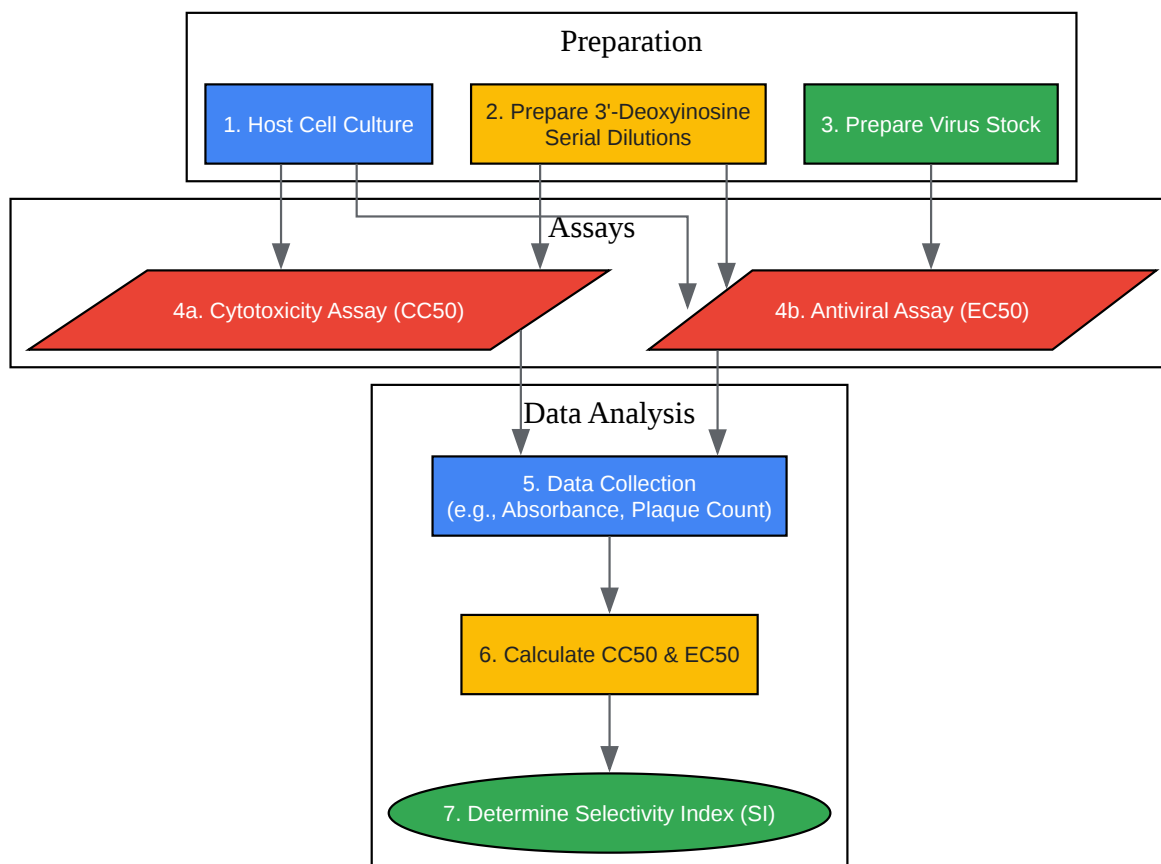 Preparation
1. Host Cell Culture
2. Prepare 3'-Deoxyinosine
Serial Dilutions
3. Prepare Virus Stock
Assays
4a. Cytotoxicity Assay (CC50)
4b. Antiviral Assay (EC50)
Data Analysis
5. Data Collection
(e.g., Absorbance, Plaque Count)
6. Calculate CC50 & EC50
7. Determine Selectivity Index (SI)